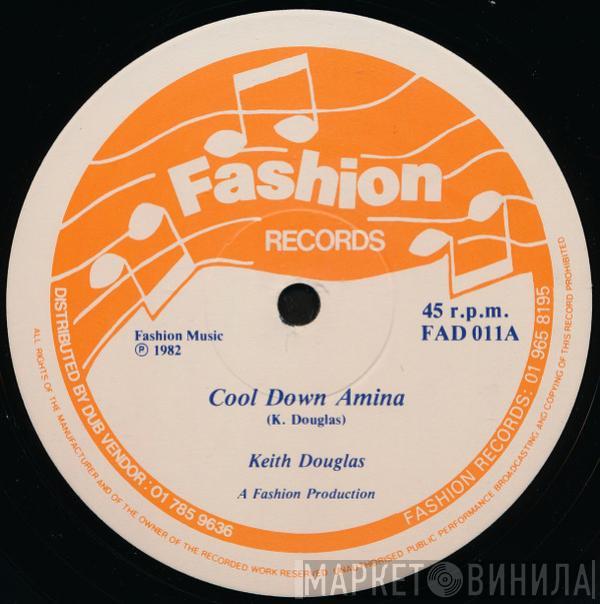 Fashion
RECORDS
Fashion Music
℗ 1982
45 r.p.m.
FAD 011A
Cool Down Amina
(K. Douglas)
Keith Douglas
A Fashion Production
DISTRIBUTED BY DUB VENDOR: 01 785 9636
FASHION RECORDS: 01 965 8195
ALL RIGHTS OF THE MANUFACTURER AND OF THE OWNER OF THE RECORDED WORK RESERVED. UNAUTHORISED PUBLIC PERFORMANCE BROADCASTING AND COPYING OF THIS RECORD PROHIBITED
МАРКЕТ ВИНИЛА